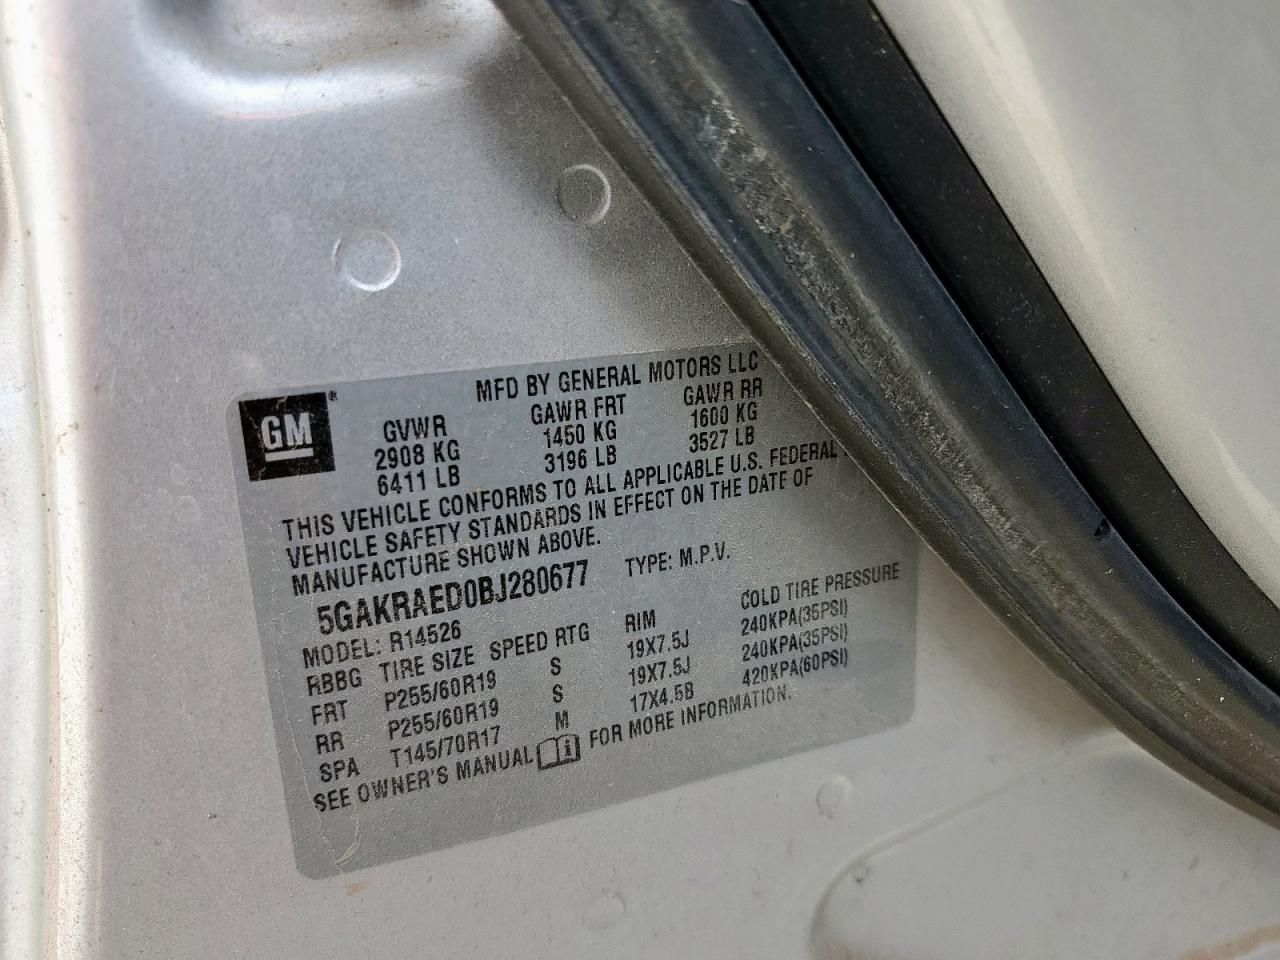 MFD BY GENERAL MOTORS LLC
GM®
GVWR GAWR FRT GAWR RR
2908 KG 1450 KG 1600 KG
6411 LB 3196 LB 3527 LB
THIS VEHICLE CONFORMS TO ALL APPLICABLE U.S. FEDERAL
VEHICLE SAFETY STANDARDS IN EFFECT ON THE DATE OF
MANUFACTURE SHOWN ABOVE.
5GAKRAED0BJ280677 TYPE: M.P.V.
MODEL: R14526
RBBG TIRE SIZE SPEED RTG RIM COLD TIRE PRESSURE
FRT P255/60R19 S 19X7.5J 240KPA(35PSI)
RR P255/60R19 S 19X7.5J 240KPA(35PSI)
SPA T145/70R17 M 17X4.5B 420KPA(60PSI)
SEE OWNER'S MANUAL FOR MORE INFORMATION.